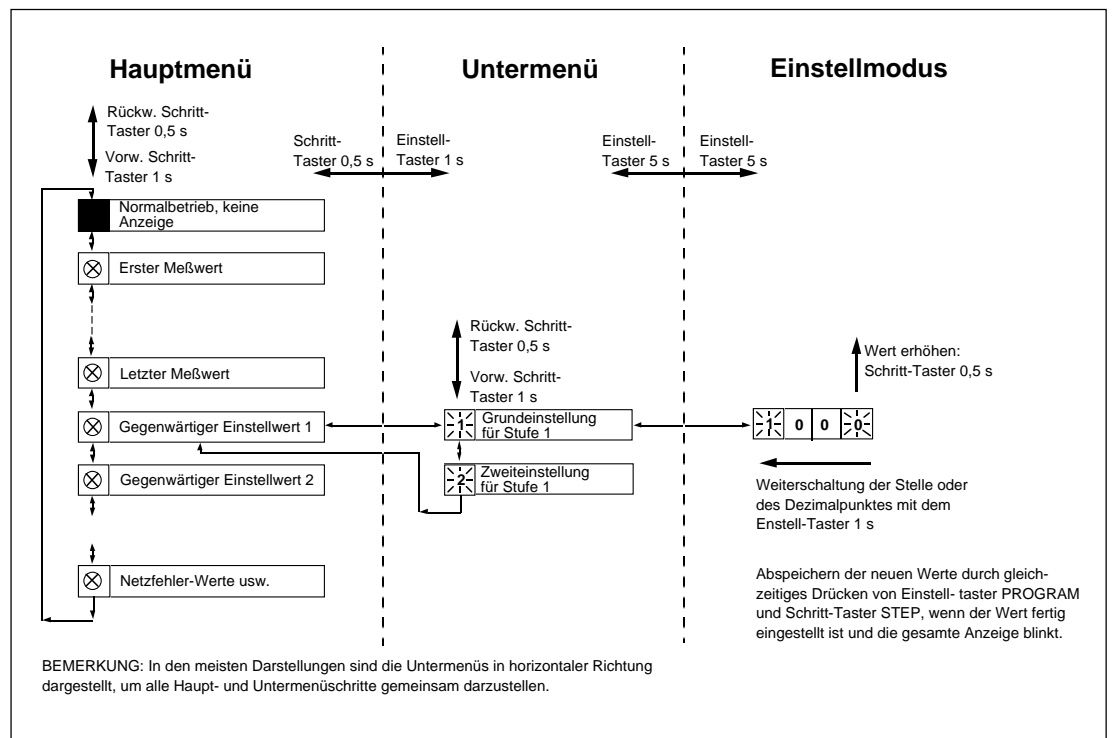 Hauptmenü
Untermenü
Einstellmodus
Rückw. Schritt-
Taster 0,5 s
Vorw. Schritt-
Taster 1 s
Schritt-
Taster 0,5 s
Einstell-
Taster 1 s
Einstell-
Taster 5 s
Einstell-
Taster 5 s
Normalbetrieb, keine
Anzeige
Erster Meßwert
Letzter Meßwert
Gegenwärtiger Einstellwert 1
Gegenwärtiger Einstellwert 2
Netzfehler-Werte usw.
Rückw. Schritt-
Taster 0,5 s
Vorw. Schritt-
Taster 1 s
1 Grundeinstellung
für Stufe 1
2 Zweiteinstellung
für Stufe 1
Wert erhöhen:
Schritt-Taster 0,5 s
1 0 0 0
Weiterschaltung der Stelle oder
des Dezimalpunktes mit dem
Enstell-Taster 1 s
Abspeichern der neuen Werte durch gleich-
zeitiges Drücken von Einstell- taster PROGRAM
und Schritt-Taster STEP, wenn der Wert fertig
eingestellt ist und die gesamte Anzeige blinkt.
BEMERKUNG: In den meisten Darstellungen sind die Untermenüs in horizontaler Richtung
dargestellt, um alle Haupt- und Untermenüschritte gemeinsam darzustellen.